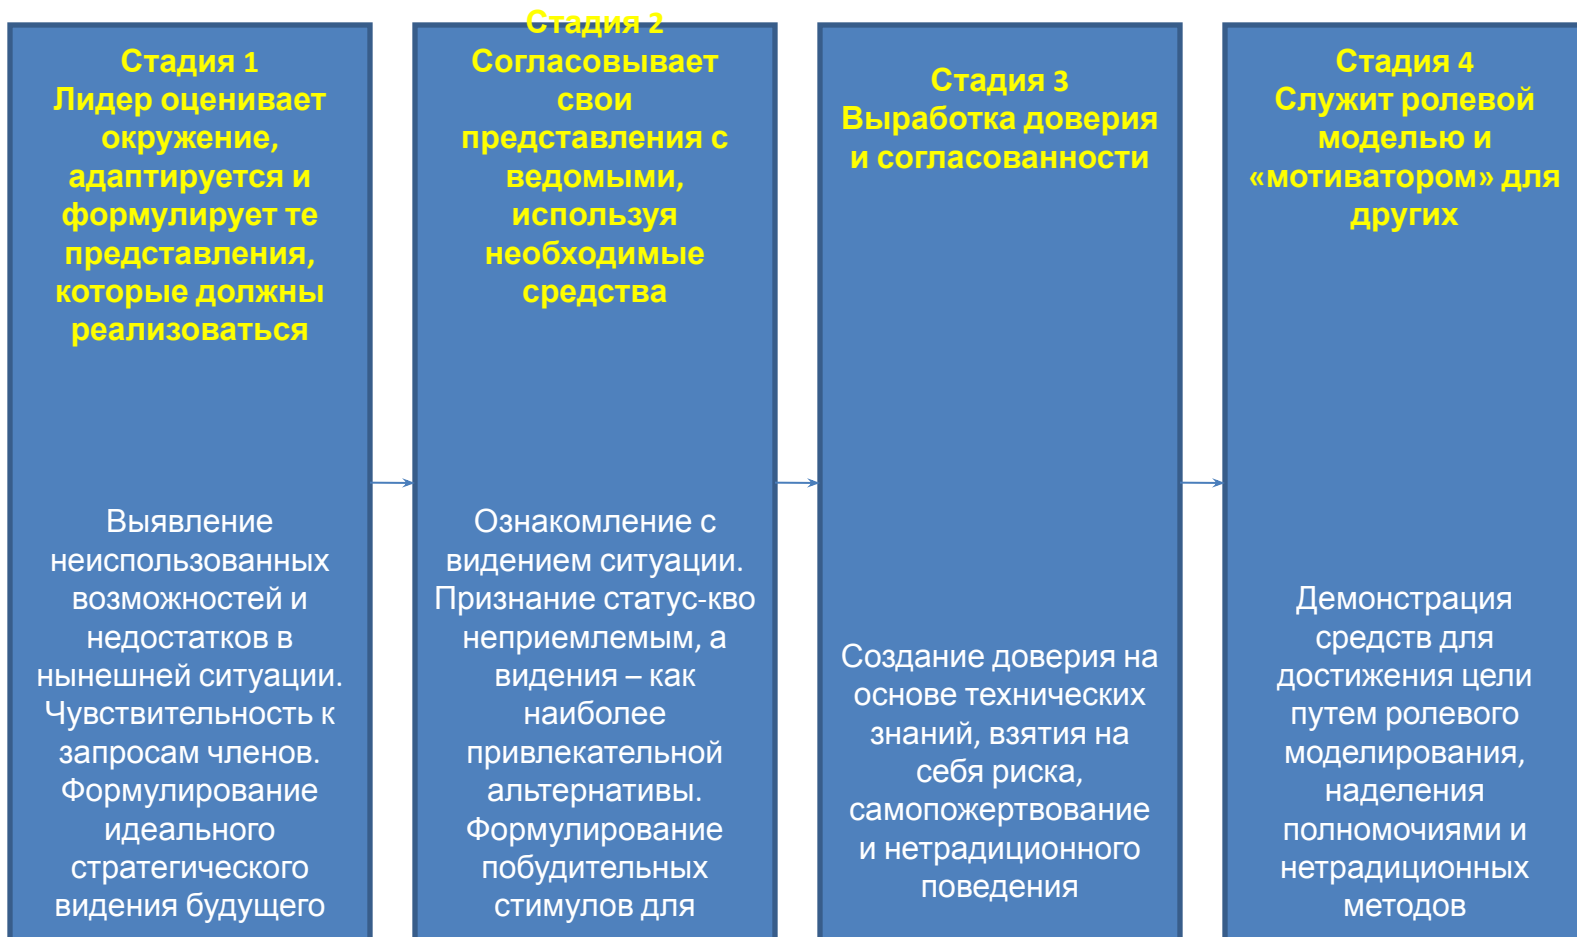 Стадия 1
Лидер оценивает
окружение,
адаптируется и
формулирует те
представления,
которые должны
реализоваться
Выявление
неиспользованных
возможностей и
недостатков в
нынешней ситуации.
Чувствительность к
запросам членов.
Формулирование
идеального
стратегического
видения будущего
Стадия 2
Согласовывает
свои
представления с
ведомыми,
используя
необходимые
средства
Ознакомление с
видением ситуации.
Признание статус-кво
неприемлемым, а
видения – как
наиболее
привлекательной
альтернативы.
Формулирование
побудительных
стимулов для
Стадия 3
Выработка доверия
и согласованности
Создание доверия на
основе технических
знаний, взятия на
себя риска,
самопожертвование
и нетрадиционного
поведения
Стадия 4
Служит ролевой
моделью и
«мотиватором» для
других
Демонстрация
средств для
достижения цели
путем ролевого
моделирования,
наделения
полномочиями и
нетрадиционных
методов